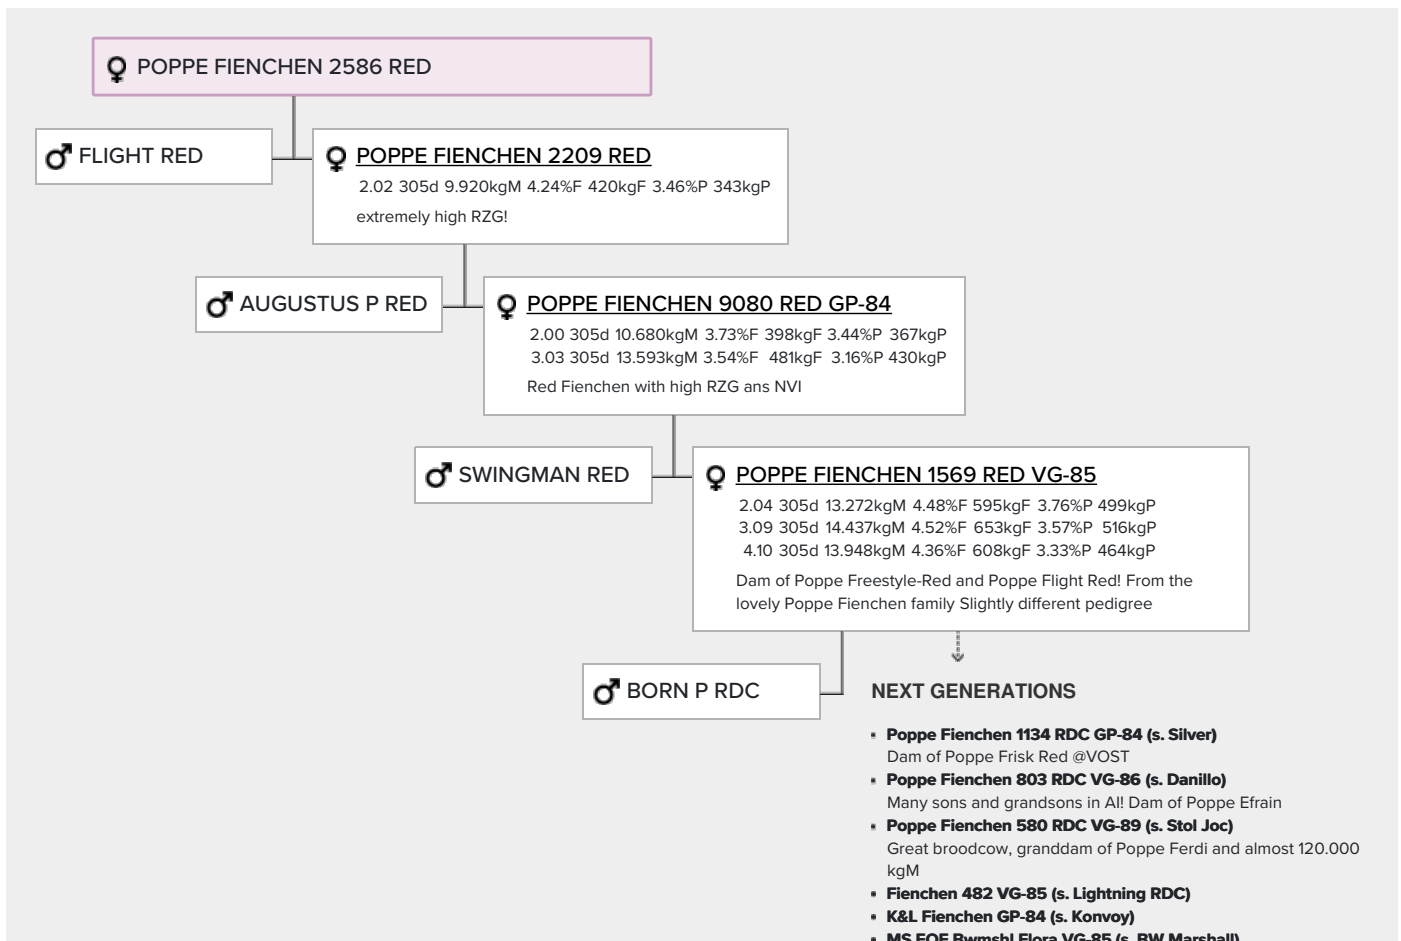 POPPE FIENCHEN 2586 RED
FLIGHT RED
POPPE FIENCHEN 2209 RED
2.02 305d 9.920kgM 4.24%F 420kgF 3.46%P 343kgP
extremely high RZG!
AUGUSTUS P RED
POPPE FIENCHEN 9080 RED GP-84
2.00 305d 10.680kgM 3.73%F 398kgF 3.44%P 367kgP
3.03 305d 13.593kgM 3.54%F 481kgF 3.16%P 430kgP
Red Fienchen with high RZG ans NVI
SWINGMAN RED
POPPE FIENCHEN 1569 RED VG-85
2.04 305d 13.272kgM 4.48%F 595kgF 3.76%P 499kgP
3.09 305d 14.437kgM 4.52%F 653kgF 3.57%P 516kgP
4.10 305d 13.948kgM 4.36%F 608kgF 3.33%P 464kgP
Dam of Poppe Freestyle-Red and Poppe Flight Red! From the
lovely Poppe Fienchen family Slightly different pedigree
BORN P RDC
NEXT GENERATIONS
Poppe Fienchen 1134 RDC GP-84 (s. Silver)
Dam of Poppe Frisk Red @VOST
Poppe Fienchen 803 RDC VG-86 (s. Danillo)
Many sons and grandsons in AI! Dam of Poppe Efrain
Poppe Fienchen 580 RDC VG-89 (s. Stol Joc)
Great broodcow, granddam of Poppe Ferdi and almost 120.000
kgM
Fienchen 482 VG-85 (s. Lightning RDC)
K&L Fienchen GP-84 (s. Konvoy)
MS EOE Bwmshl Flora VG-85 (s. BW Marshall)